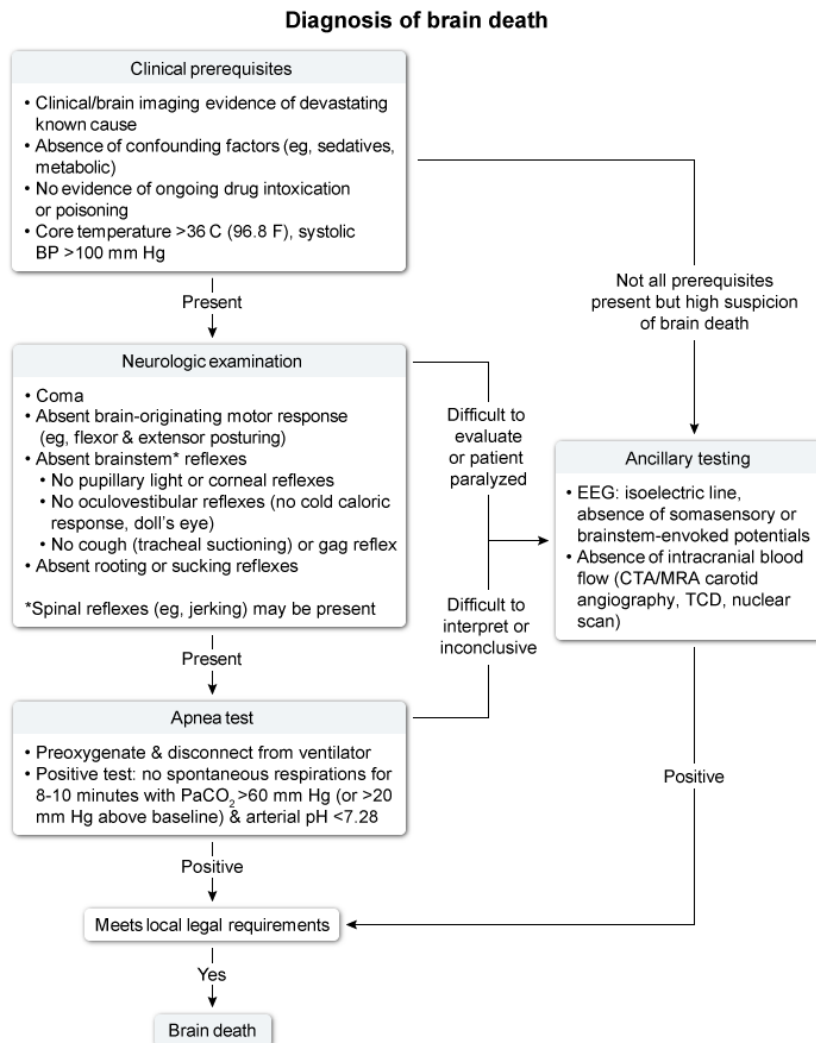 Diagnosis of brain death
Clinical prerequisites
• Clinical/brain imaging evidence of devastating
known cause
• Absence of confounding factors (eg, sedatives,
metabolic)
• No evidence of ongoing drug intoxication
or poisoning
• Core temperature >36 C (96.8 F), systolic
BP >100 mm Hg
Present
Not all prerequisites
present but high suspicion
of brain death
Neurologic examination
• Coma
• Absent brain-originating motor response
(eg, flexor & extensor posturing)
• Absent brainstem* reflexes
• No pupillary light or corneal reflexes
• No oculovestibular reflexes (no cold caloric
response, doll's eye)
• No cough (tracheal suctioning) or gag reflex
• Absent rooting or sucking reflexes
*Spinal reflexes (eg, jerking) may be present
Difficult to
evaluate
or patient
paralyzed
Ancillary testing
• EEG: isoelectric line,
absence of somasensory or
brainstem-envoked potentials
• Absence of intracranial blood
flow (CTA/MRA carotid
angiography, TCD, nuclear
scan)
Difficult to
interpret or
inconclusive
Present
Apnea test
• Preoxygenate & disconnect from ventilator
• Positive test: no spontaneous respirations for
8-10 minutes with PaCO₂ >60 mm Hg (or >20
mm Hg above baseline) & arterial pH <7.28
Positive
Positive
Meets local legal requirements
Yes
Brain death